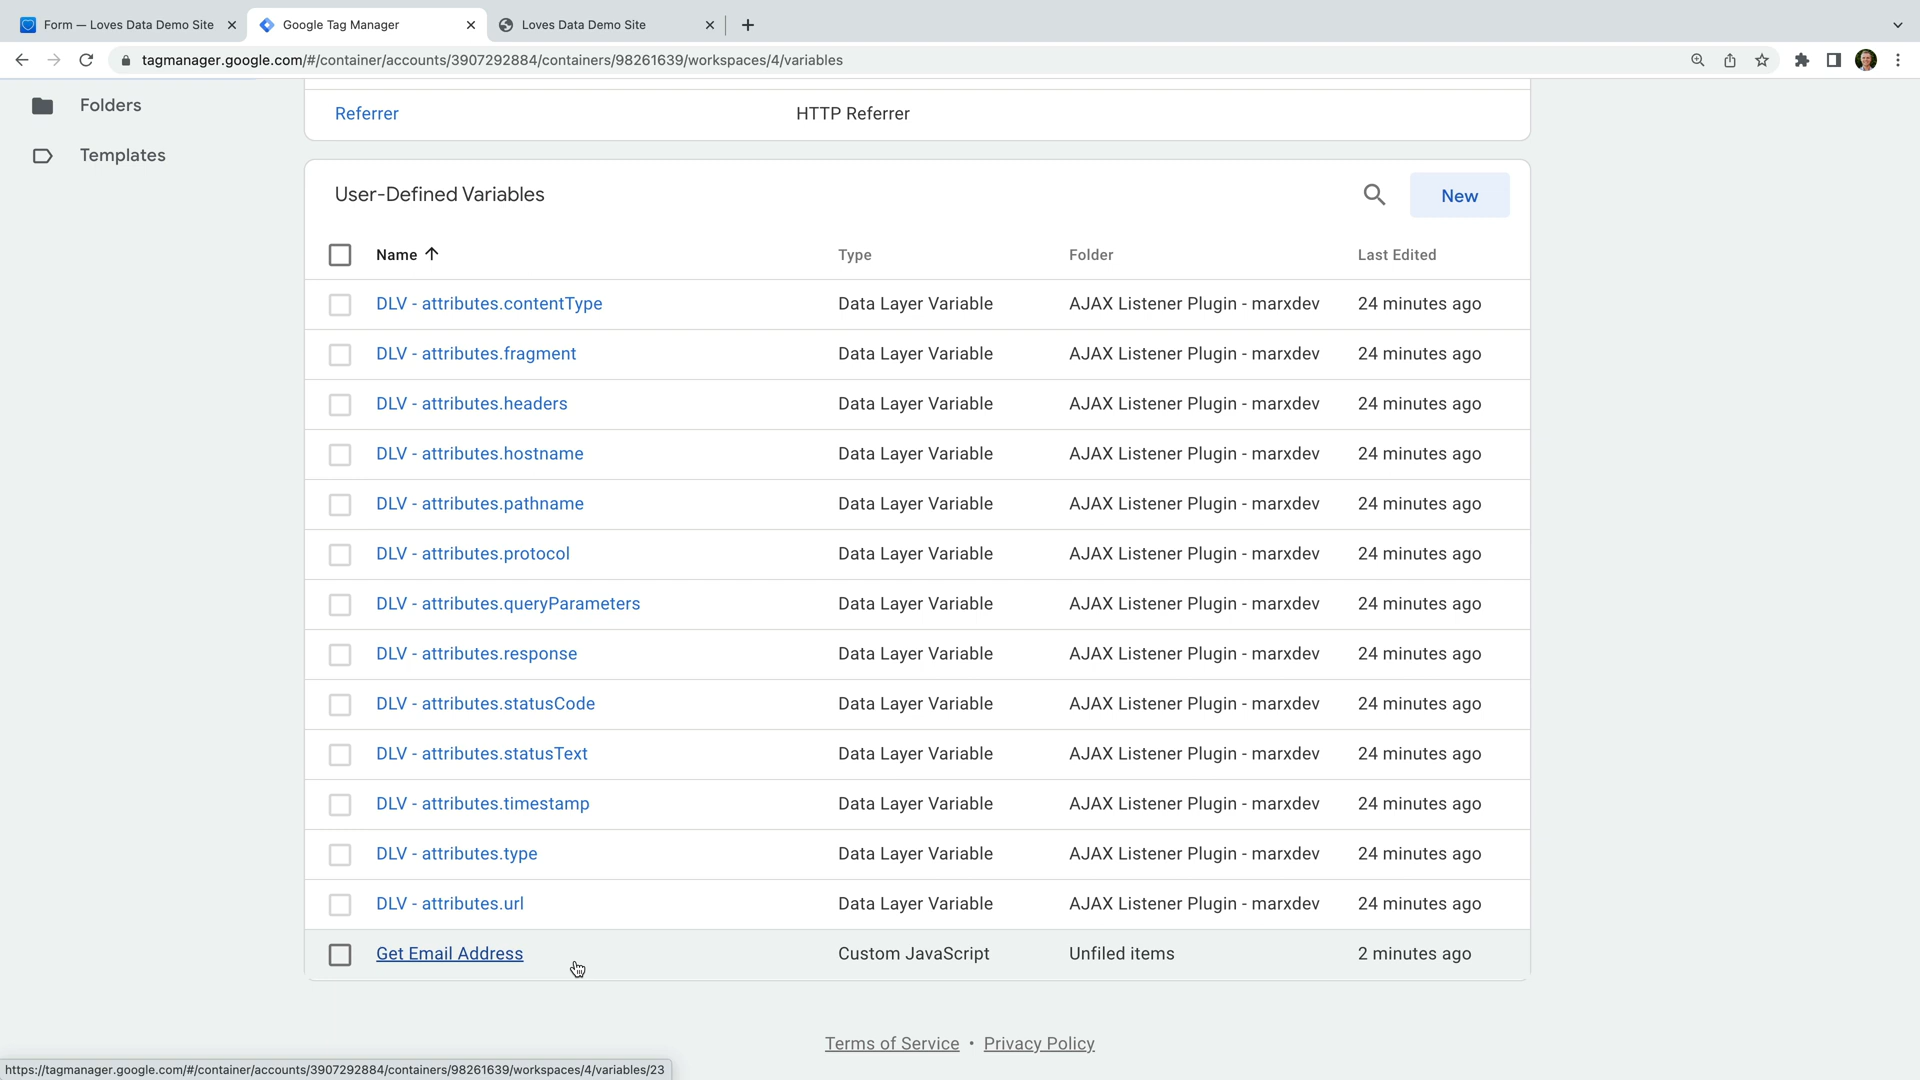 Form — Loves Data Demo Site
Google Tag Manager
Loves Data Demo Site
tagmanager.google.com/#/container/accounts/3907292884/containers/98261639/workspaces/4/variables
Folders
Templates
Referrer HTTP Referrer
User-Defined Variables
New
Name Type Folder Last Edited
DLV - attributes.contentType Data Layer Variable AJAX Listener Plugin - marxdev 24 minutes ago
DLV - attributes.fragment Data Layer Variable AJAX Listener Plugin - marxdev 24 minutes ago
DLV - attributes.headers Data Layer Variable AJAX Listener Plugin - marxdev 24 minutes ago
DLV - attributes.hostname Data Layer Variable AJAX Listener Plugin - marxdev 24 minutes ago
DLV - attributes.pathname Data Layer Variable AJAX Listener Plugin - marxdev 24 minutes ago
DLV - attributes.protocol Data Layer Variable AJAX Listener Plugin - marxdev 24 minutes ago
DLV - attributes.queryParameters Data Layer Variable AJAX Listener Plugin - marxdev 24 minutes ago
DLV - attributes.response Data Layer Variable AJAX Listener Plugin - marxdev 24 minutes ago
DLV - attributes.statusCode Data Layer Variable AJAX Listener Plugin - marxdev 24 minutes ago
DLV - attributes.statusText Data Layer Variable AJAX Listener Plugin - marxdev 24 minutes ago
DLV - attributes.timestamp Data Layer Variable AJAX Listener Plugin - marxdev 24 minutes ago
DLV - attributes.type Data Layer Variable AJAX Listener Plugin - marxdev 24 minutes ago
DLV - attributes.url Data Layer Variable AJAX Listener Plugin - marxdev 24 minutes ago
Get Email Address Custom JavaScript Unfiled items 2 minutes ago
Terms of Service • Privacy Policy
https://tagmanager.google.com/#/container/accounts/3907292884/containers/98261639/workspaces/4/variables/23